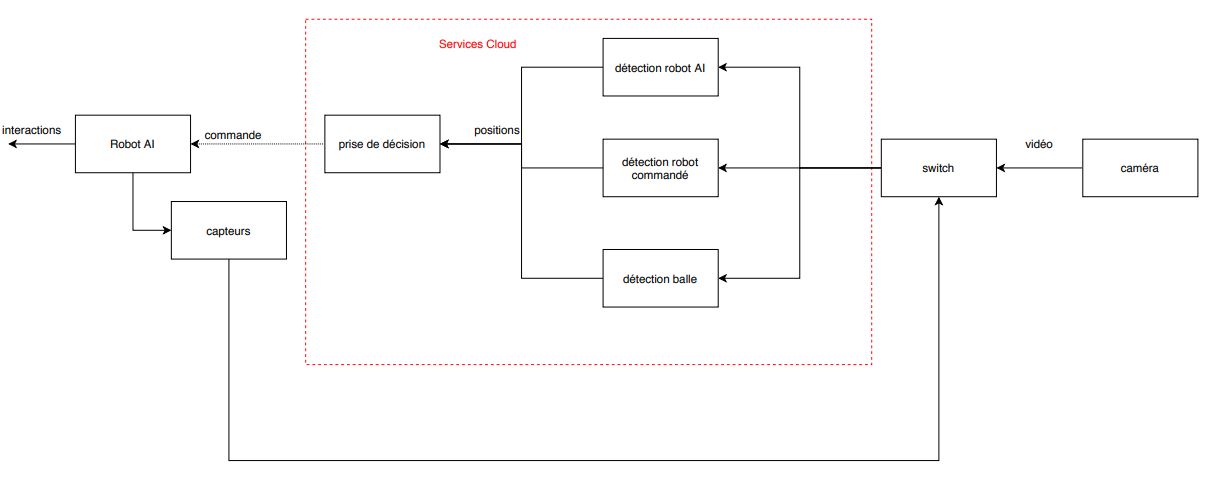 Services Cloud
détection robot AI
interactions
Robot AI
commande
prise de décision
positions
détection robot
commandé
switch
vidéo
caméra
capteurs
détection balle